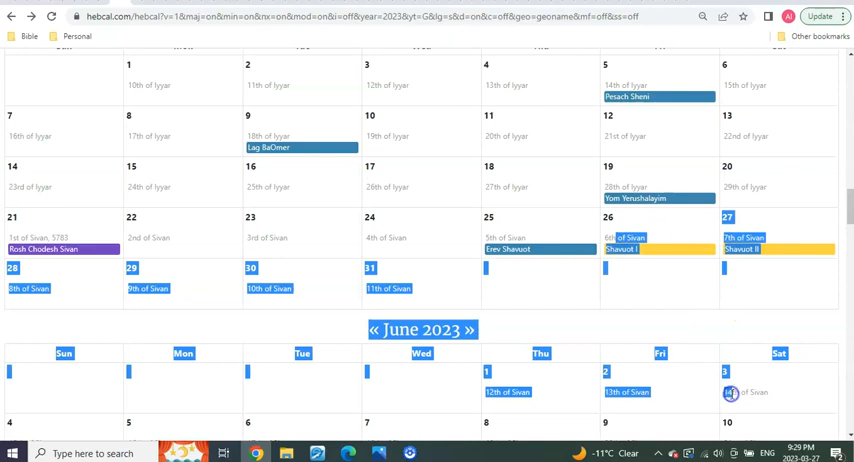 hebcal.com/hebcal?v=1&maj=on&min=on&nx=on&mod=on&i=off&year=2023&yt=G&lg=s&d=on&c=off&geo=geoname&mf=off&ss=off
AI
Update
Bible
Personal
Other bookmarks
1 2 3 4 5 6
10th of Iyyar 11th of Iyyar 12th of Iyyar 13th of Iyyar 14th of Iyyar 15th of Iyyar
Pesach Sheni
7 8 9 10 11 12 13
16th of Iyyar 17th of Iyyar 18th of Iyyar 19th of Iyyar 20th of Iyyar 21st of Iyyar 22nd of Iyyar
Lag BaOmer
14 15 16 17 18 19 20
23rd of Iyyar 24th of Iyyar 25th of Iyyar 26th of Iyyar 27th of Iyyar 28th of Iyyar 29th of Iyyar
Yom Yerushalayim
21 22 23 24 25 26 27
1st of Sivan, 5783 2nd of Sivan 3rd of Sivan 4th of Sivan 5th of Sivan 6th of Sivan 7th of Sivan
Rosh Chodesh Sivan Erev Shavuot Shavuot I Shavuot II
28 29 30 31
8th of Sivan 9th of Sivan 10th of Sivan 11th of Sivan
« June 2023 »
Sun Mon Tue Wed Thu Fri Sat
1 2 3
12th of Sivan 13th of Sivan 14th of Sivan
4 5 6 7 8 9 10
Type here to search
-11°C Clear
ENG
9:29 PM
2023-03-27
2